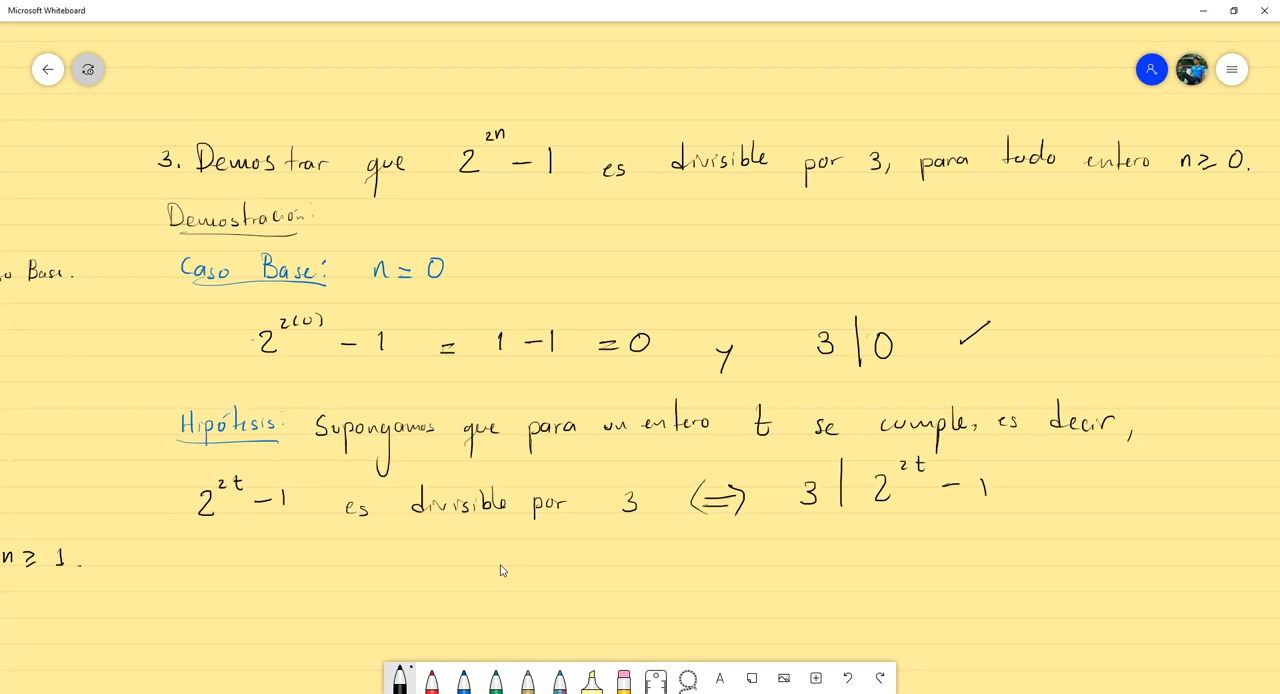 Microsoft Whiteboard
3. Demostrar que 2^{2n} - 1 es divisible por 3, para todo entero n ≥ 0.
Demostración:
o Base.
Caso Base: n = 0
2^{2(0)} - 1 = 1 - 1 = 0 y 3 | 0 ✓
Hipótesis: Supongamos que para un entero t se cumple, es decir,
2^{2t} - 1 es divisible por 3 ⟺ 3 | 2^{2t} - 1
n ≥ 1.